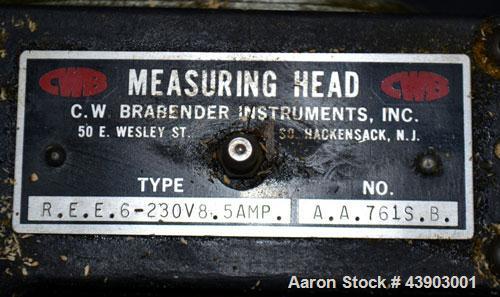 CWB MEASURING HEAD CWB
C.W. BRABENDER INSTRUMENTS, INC.
50 E. WESLEY ST. SO. HACKENSACK, N.J.
TYPE NO.
R.E.E.6-230V8.5AMP. A.A.761S.B.
Aaron Stock # 43903001